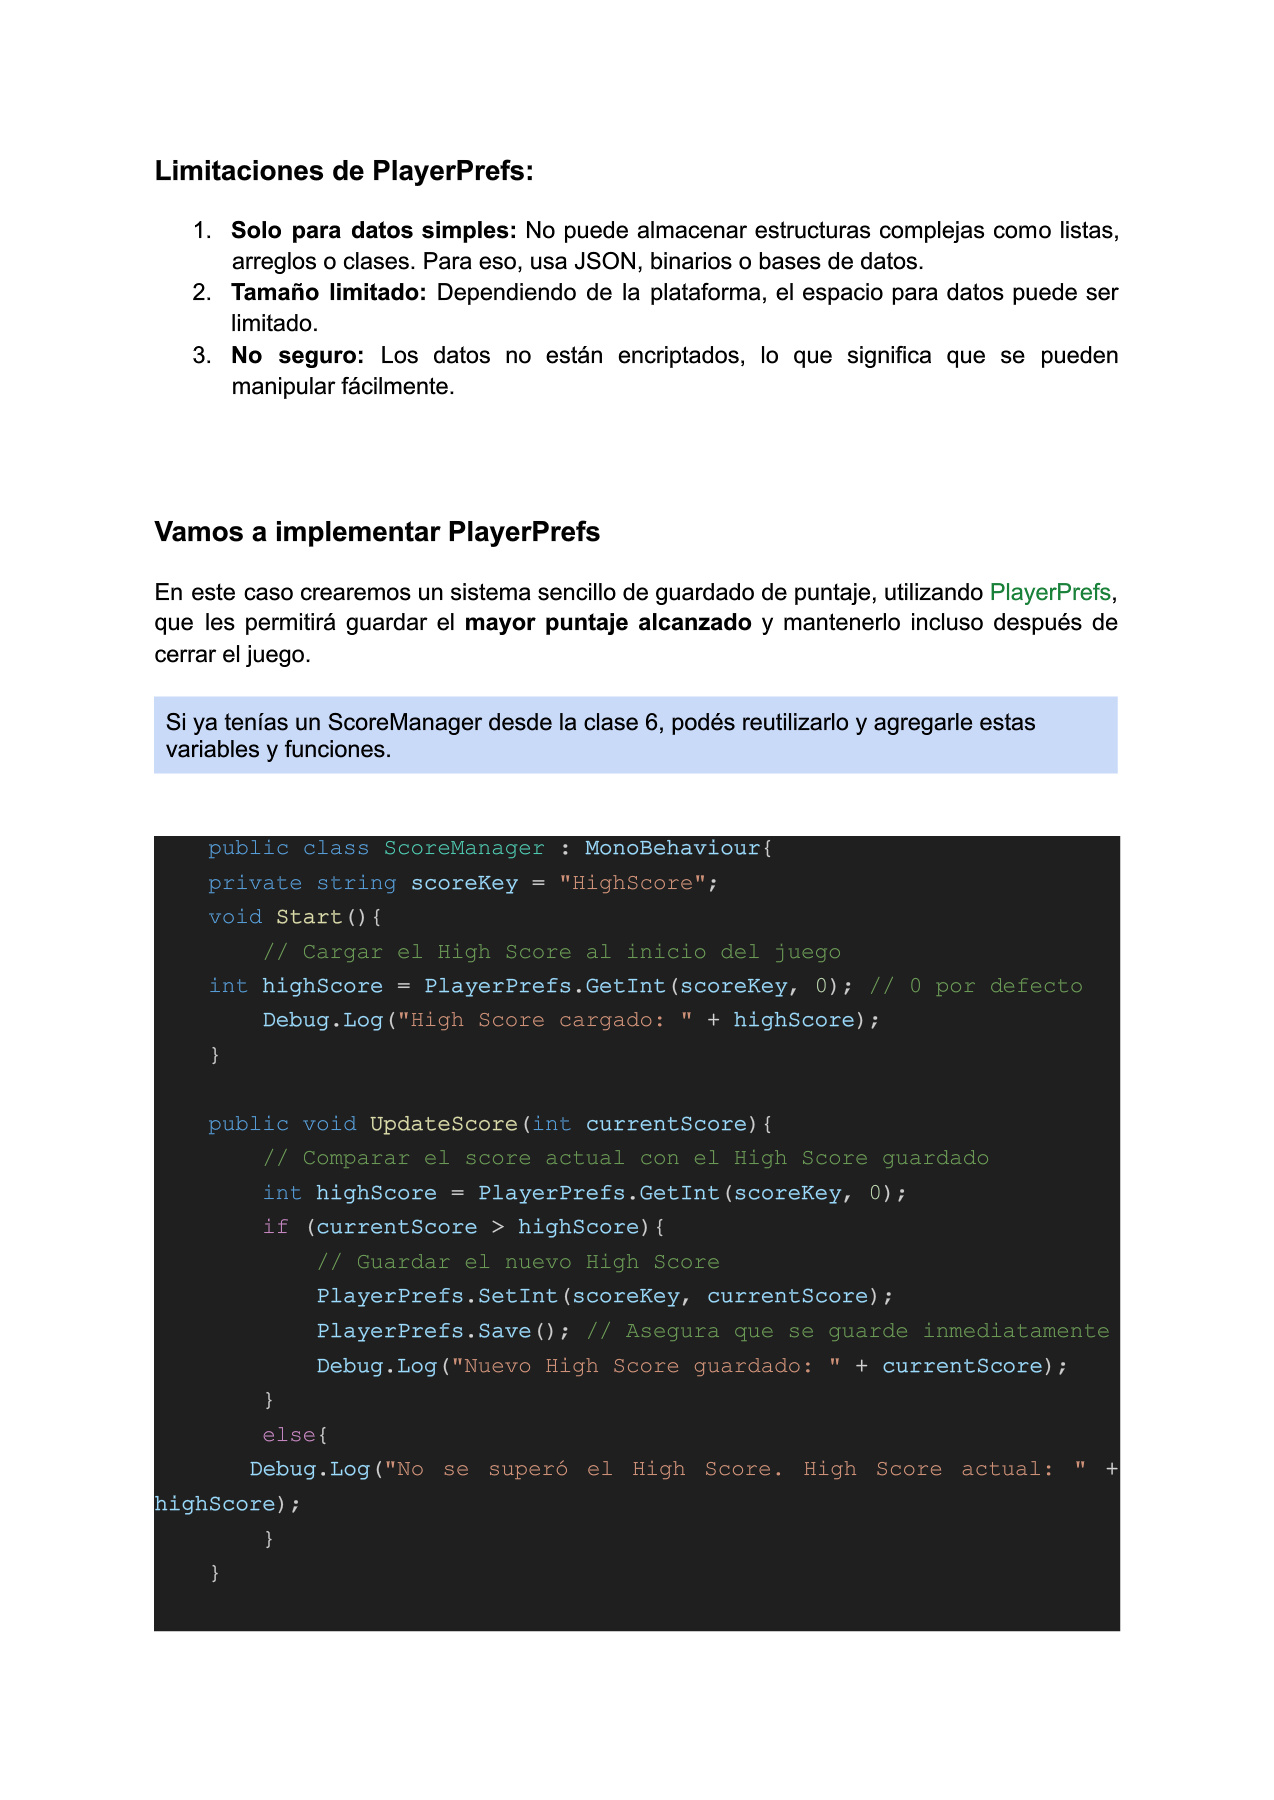 Limitaciones de PlayerPrefs:
1. Solo para datos simples: No puede almacenar estructuras complejas como listas,
arreglos o clases. Para eso, usa JSON, binarios o bases de datos.
2. Tamaño limitado: Dependiendo de la plataforma, el espacio para datos puede ser
limitado.
3. No seguro: Los datos no están encriptados, lo que significa que se pueden
manipular fácilmente.
Vamos a implementar PlayerPrefs
En este caso crearemos un sistema sencillo de guardado de puntaje, utilizando PlayerPrefs,
que les permitirá guardar el mayor puntaje alcanzado y mantenerlo incluso después de
cerrar el juego.
Si ya tenías un ScoreManager desde la clase 6, podés reutilizarlo y agregarle estas
variables y funciones.
public class ScoreManager : MonoBehaviour{
private string scoreKey = "HighScore";
void Start(){
// Cargar el High Score al inicio del juego
int highScore = PlayerPrefs.GetInt(scoreKey, 0); // 0 por defecto
Debug.Log("High Score cargado: " + highScore);
}
public void UpdateScore(int currentScore){
// Comparar el score actual con el High Score guardado
int highScore = PlayerPrefs.GetInt(scoreKey, 0);
if (currentScore > highScore){
// Guardar el nuevo High Score
PlayerPrefs.SetInt(scoreKey, currentScore);
PlayerPrefs.Save(); // Asegura que se guarde inmediatamente
Debug.Log("Nuevo High Score guardado: " + currentScore);
}
else{
Debug.Log("No se superó el High Score. High Score actual: " +
highScore);
}
}